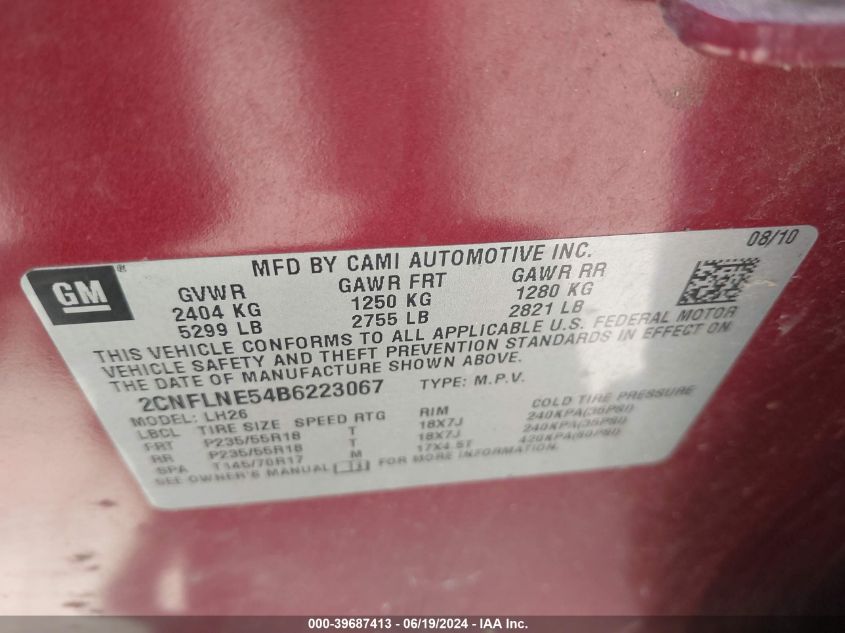 08/10
MFD BY CAMI AUTOMOTIVE INC.
GM®
GVWR GAWR FRT GAWR RR
2404 KG 1250 KG 1280 KG
5299 LB 2755 LB 2821 LB
THIS VEHICLE CONFORMS TO ALL APPLICABLE U.S. FEDERAL MOTOR
VEHICLE SAFETY AND THEFT PREVENTION STANDARDS IN EFFECT ON
THE DATE OF MANUFACTURE SHOWN ABOVE.
2CNFLNE54B6223067 TYPE: M.P.V.
MODEL: LH26
LBCL TIRE SIZE SPEED RTG RIM COLD TIRE PRESSURE
FRT P235/55R18 T 18X7J 240KPA(35PSI)
RR P235/55R18 T 18X7J 240KPA(35PSI)
SPA T145/70R17 M 17X4.5T 420KPA(60PSI)
SEE OWNER'S MANUAL FOR MORE INFORMATION.
000-39687413 - 06/19/2024 - IAA Inc.